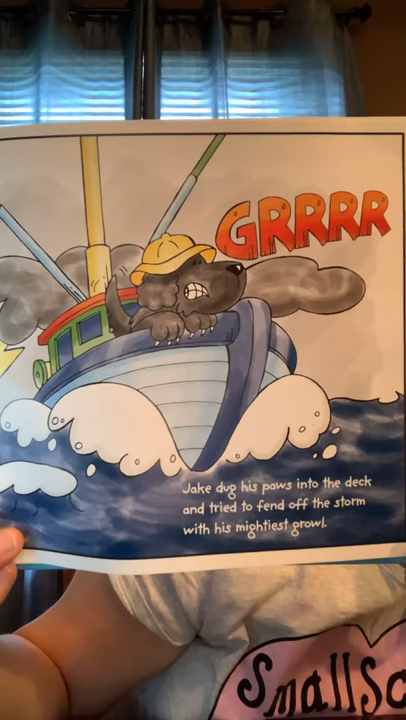 GRRRR
Jake dug his paws into the deck
and tried to fend off the storm
with his mightiest growl.
SmallSc